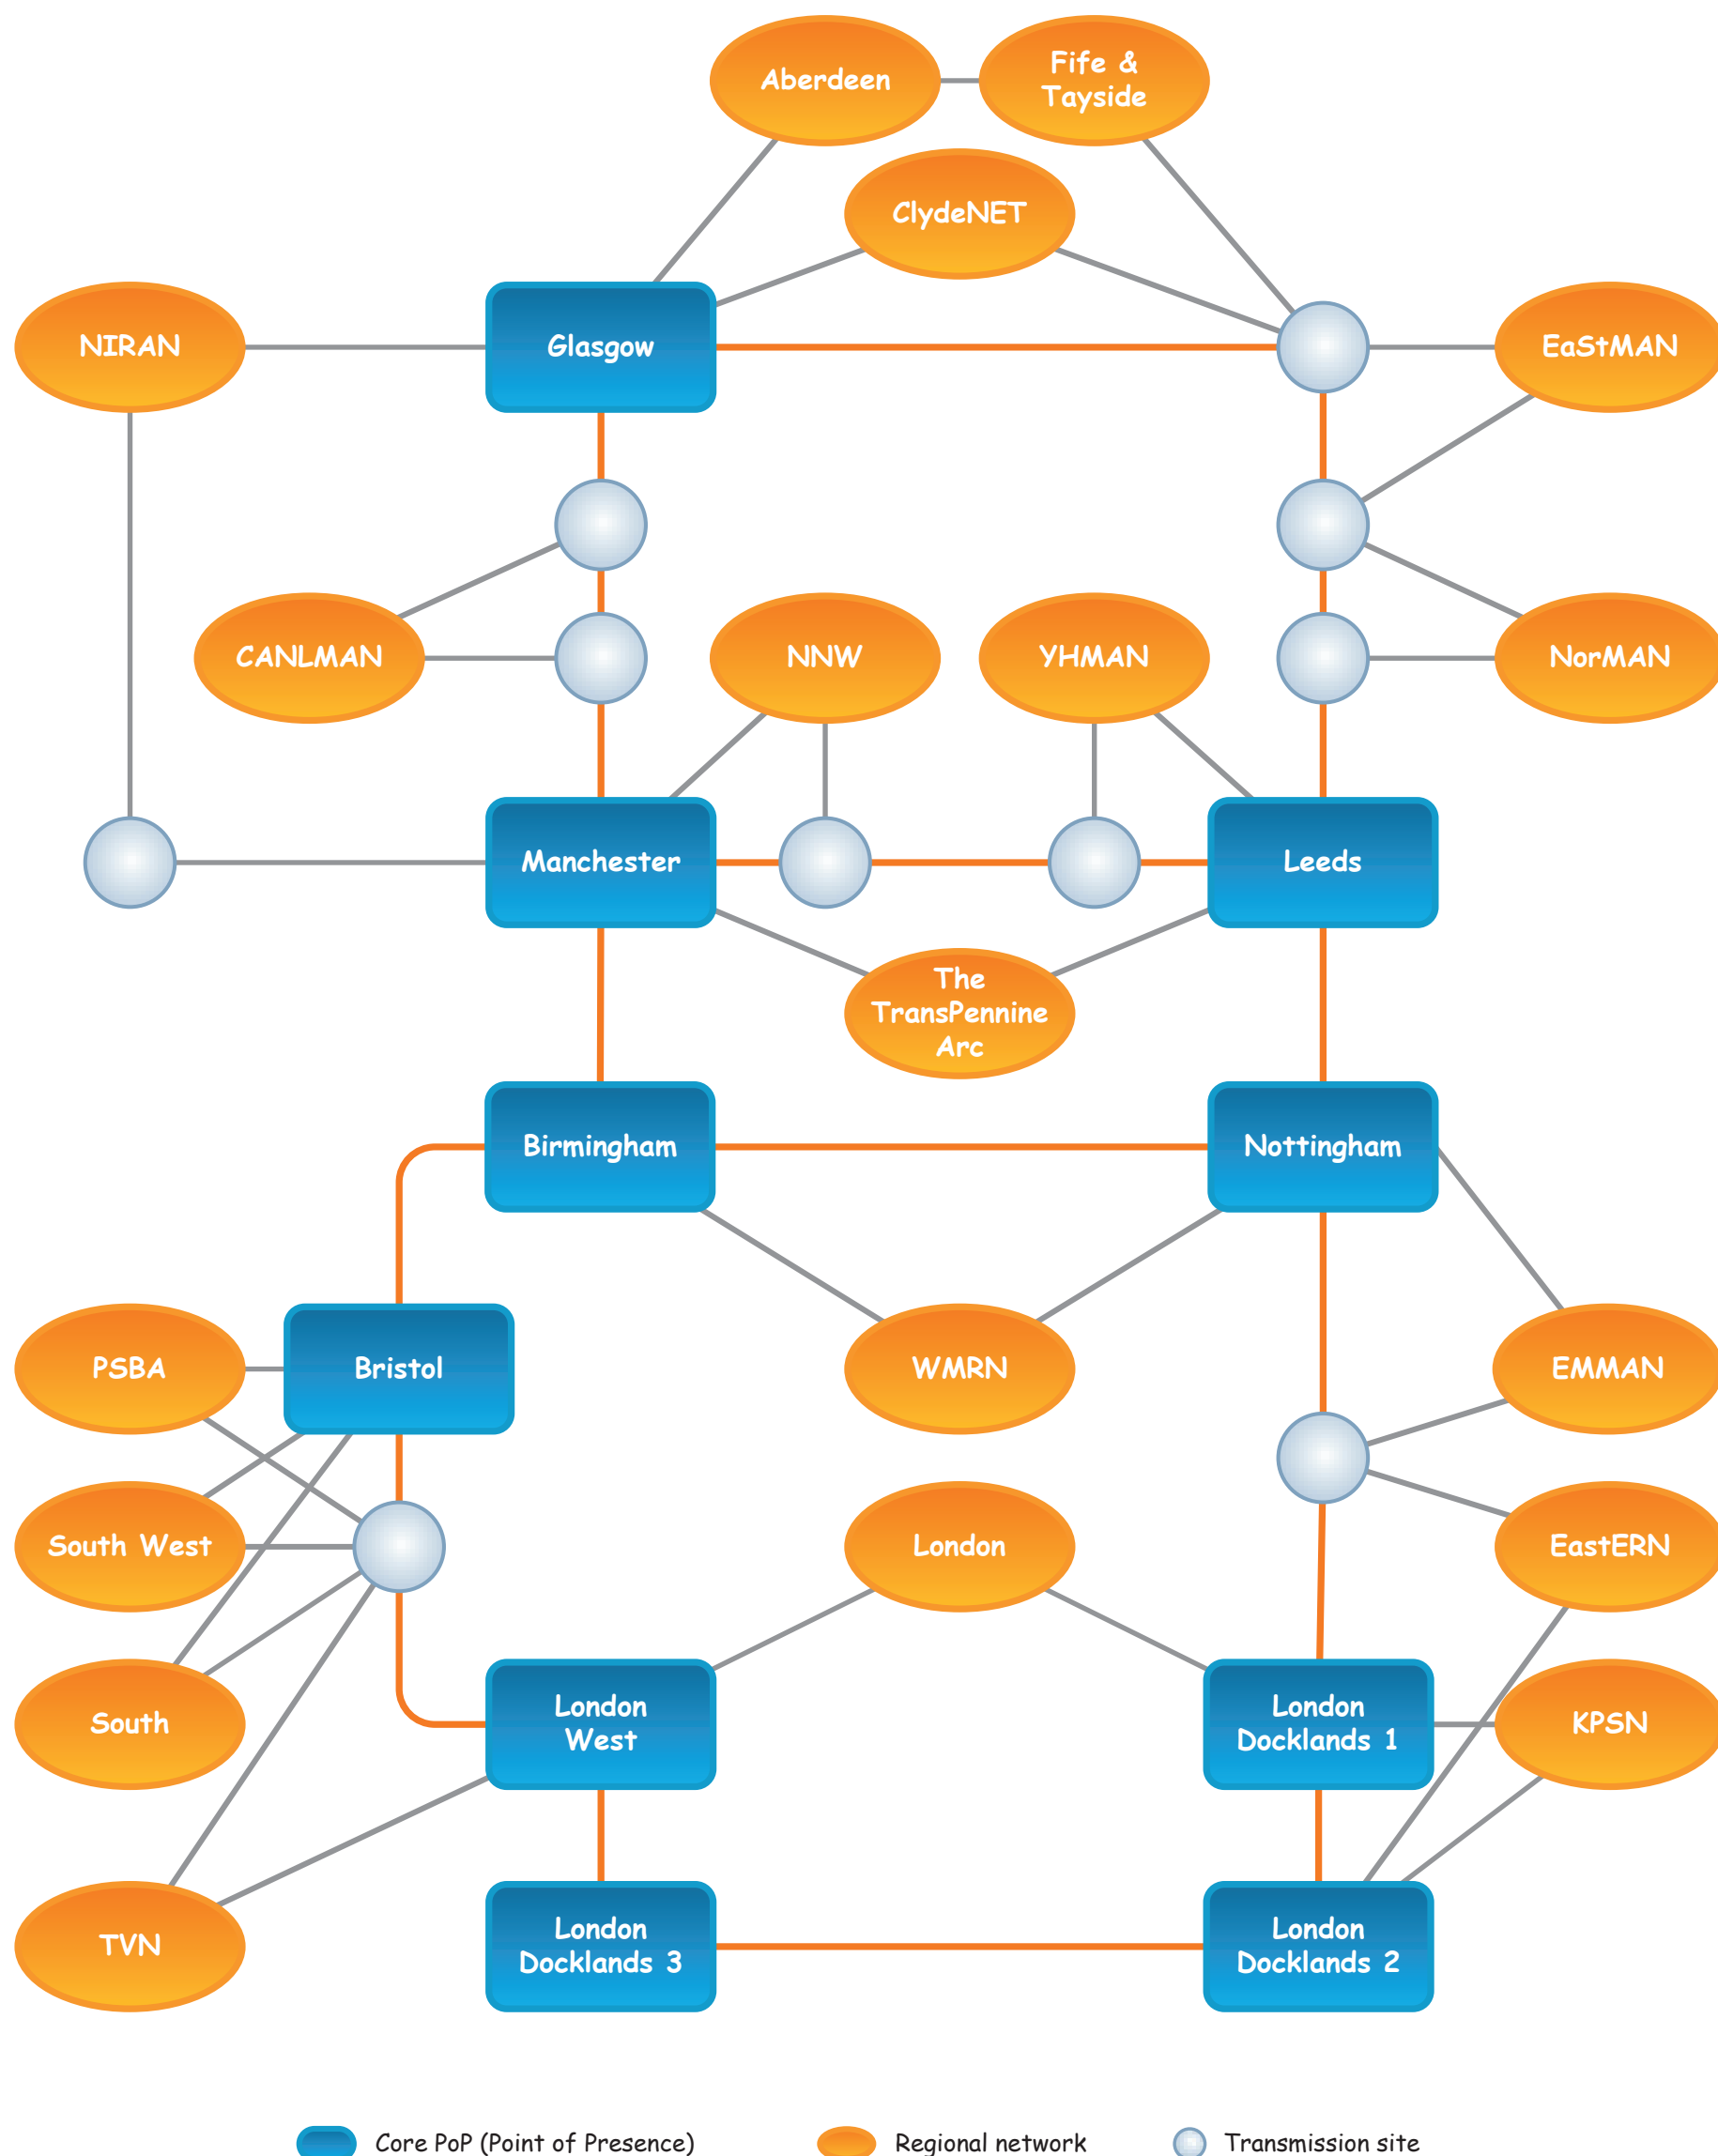 Aberdeen
Fife &
Tayside
ClydeNET
NIRAN
Glasgow
EaStMAN
CANLMAN
NNW
YHMAN
NorMAN
Manchester
Leeds
The
TransPennine
Arc
Birmingham
Nottingham
PSBA
Bristol
WMRN
EMMAN
South West
London
EastERN
South
London
West
London
Docklands 1
KPSN
TVN
London
Docklands 3
London
Docklands 2
Core PoP (Point of Presence)
Regional network
Transmission site